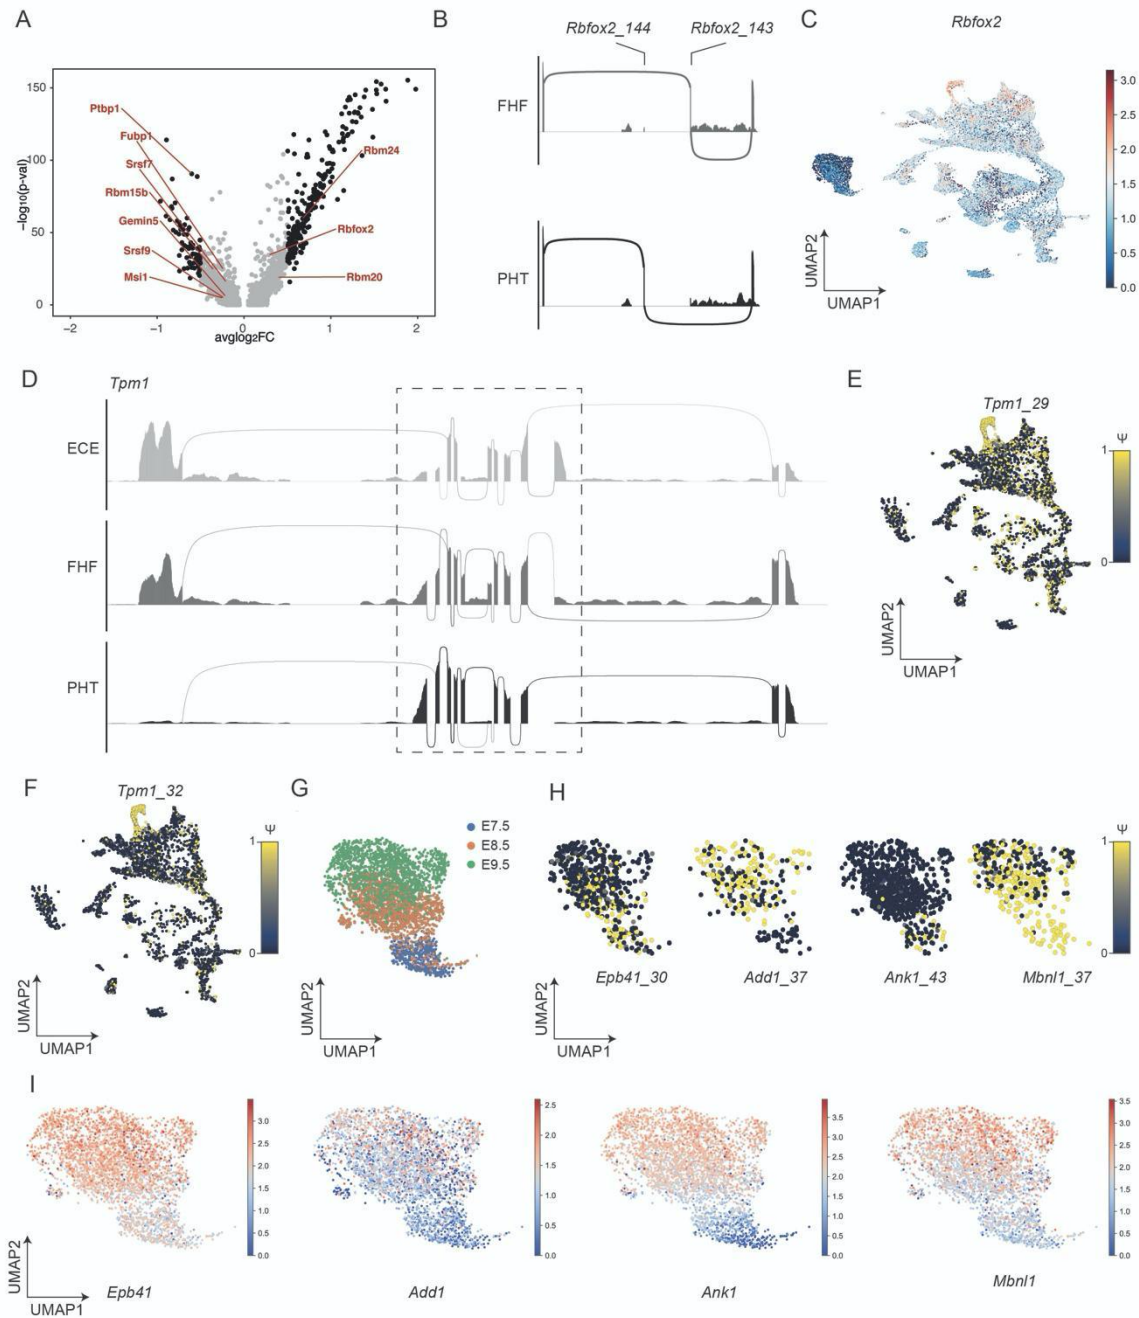 A
150
100
50
0
-log10(p-val)
-2
-1
0
1
2
avglog2FC
Ptbp1
Fubp1
Srsf7
Rbm15b
Gemin5
Srsf9
Msi1
Rbm24
Rbfox2
Rbm20
B
Rbfox2_144
Rbfox2_143
FHF
PHT
C
Rbfox2
3.0
2.5
2.0
1.5
1.0
0.5
0.0
UMAP2
UMAP1
D
Tpm1
ECE
FHF
PHT
E
Tpm1_29
Ψ
1
0
UMAP2
UMAP1
F
Tpm1_32
Ψ
1
0
UMAP2
UMAP1
G
E7.5
E8.5
E9.5
UMAP2
UMAP1
H
Ψ
1
0
Epb41_30
Add1_37
Ank1_43
Mbnl1_37
UMAP2
UMAP1
I
3.0
2.5
2.0
1.5
1.0
0.5
0.0
Epb41
2.5
2.0
1.5
1.0
0.5
0.0
Add1
3.5
3.0
2.5
2.0
1.5
1.0
0.5
0.0
Ank1
3.5
3.0
2.5
2.0
1.5
1.0
0.5
0.0
Mbnl1
UMAP2
UMAP1